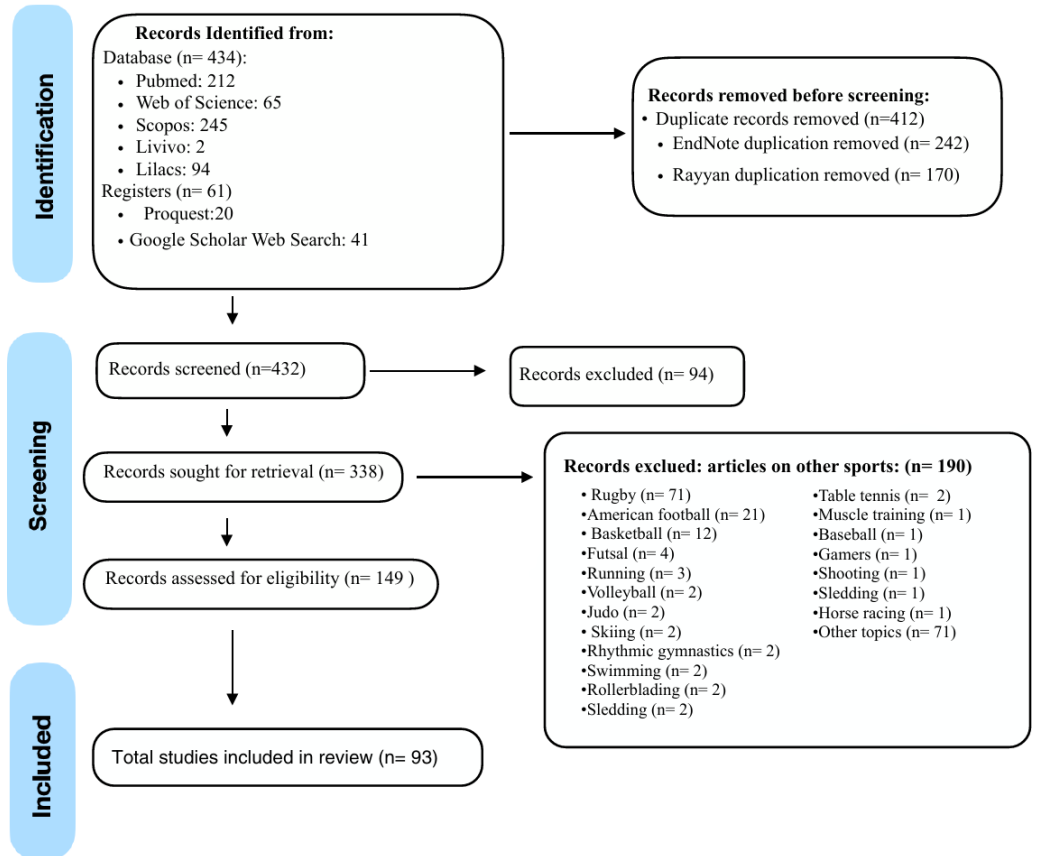 Identification
Records Identified from:
Database (n= 434):
• Pubmed: 212
• Web of Science: 65
• Scopos: 245
• Livivo: 2
• Lilacs: 94
Registers (n= 61)
• Proquest:20
• Google Scholar Web Search: 41
Records removed before screening:
• Duplicate records removed (n=412)
• EndNote duplication removed (n= 242)
• Rayyan duplication removed (n= 170)
Screening
Records screened (n=432)
Records excluded (n= 94)
Records sought for retrieval (n= 338)
Records exclued: articles on other sports: (n= 190)
• Rugby (n= 71)
•American football (n= 21)
• Basketball (n= 12)
•Futsal (n= 4)
•Running (n= 3)
•Volleyball (n= 2)
•Judo (n= 2)
• Skiing (n= 2)
•Rhythmic gymnastics (n= 2)
•Swimming (n= 2)
•Rollerblading (n= 2)
•Sledding (n= 2)
•Table tennis (n=  2)
•Muscle training (n= 1)
•Baseball (n= 1)
•Gamers (n= 1)
•Shooting (n= 1)
•Sledding (n= 1)
•Horse racing (n= 1)
•Other topics (n= 71)
Records assessed for eligibility (n= 149 )
Included
Total studies included in review (n= 93)